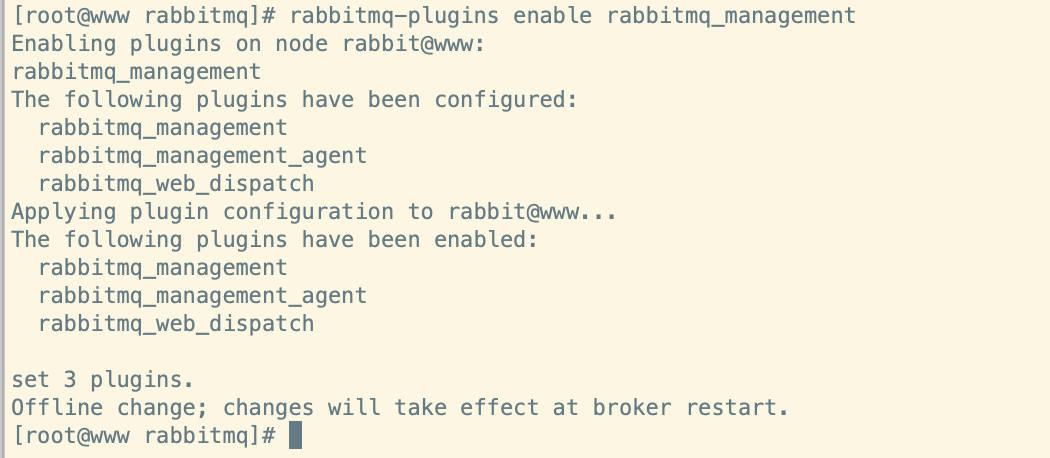 [root@www rabbitmq]# rabbitmq-plugins enable rabbitmq_management
Enabling plugins on node rabbit@www:
rabbitmq_management
The following plugins have been configured:
  rabbitmq_management
  rabbitmq_management_agent
  rabbitmq_web_dispatch
Applying plugin configuration to rabbit@www...
The following plugins have been enabled:
  rabbitmq_management
  rabbitmq_management_agent
  rabbitmq_web_dispatch

set 3 plugins.
Offline change; changes will take effect at broker restart.
[root@www rabbitmq]#